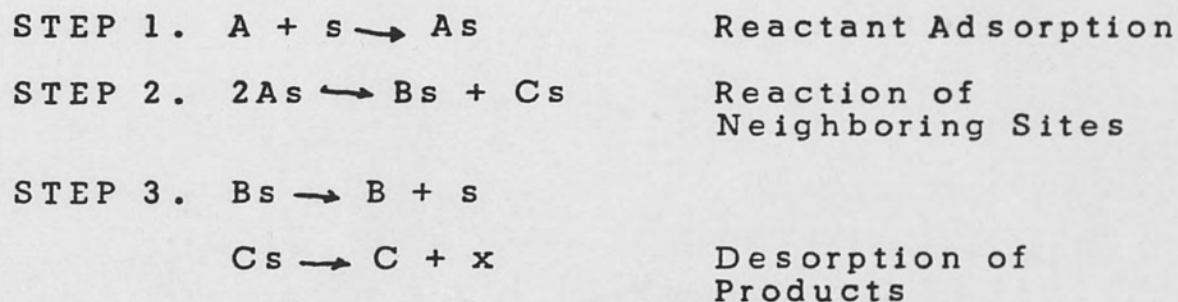 STEP 1. A + s → As Reactant Adsorption
STEP 2. 2As → Bs + Cs Reaction of
Neighboring Sites
STEP 3. Bs → B + s
Cs → C + x Desorption of
Products